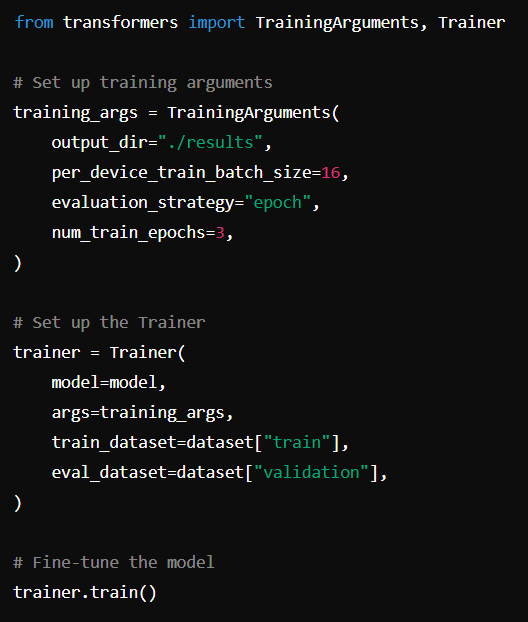 from transformers import TrainingArguments, Trainer
# Set up training arguments
training_args = TrainingArguments(
    output_dir="./results",
    per_device_train_batch_size=16,
    evaluation_strategy="epoch",
    num_train_epochs=3,
)
# Set up the Trainer
trainer = Trainer(
    model=model,
    args=training_args,
    train_dataset=dataset["train"],
    eval_dataset=dataset["validation"],
)
# Fine-tune the model
trainer.train()